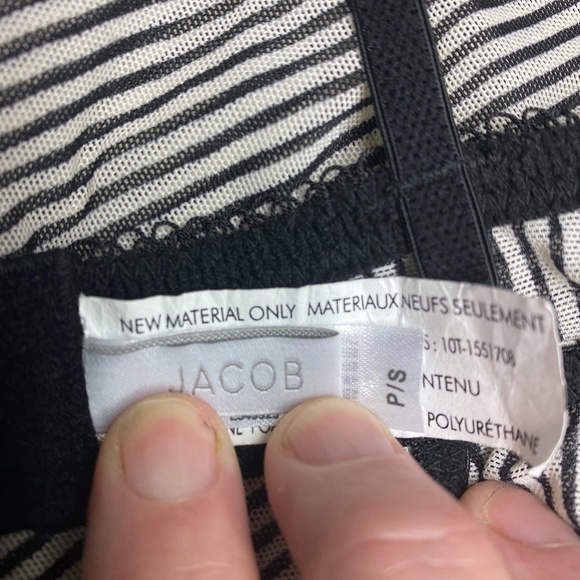 NEW MATERIAL ONLY MATERIAUX NEUFS SEULEMENT
: 10T-1551708
JACOB
P/S
NTENU
POLYURÉTHANE